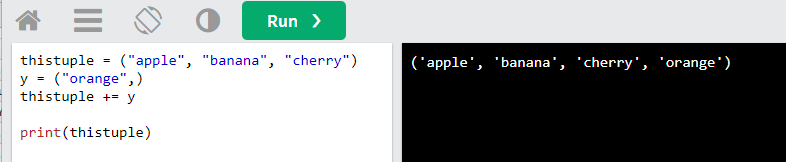 Run ❯
thistuple = ("apple", "banana", "cherry")
y = ("orange",)
thistuple += y
print(thistuple)
('apple', 'banana', 'cherry', 'orange')